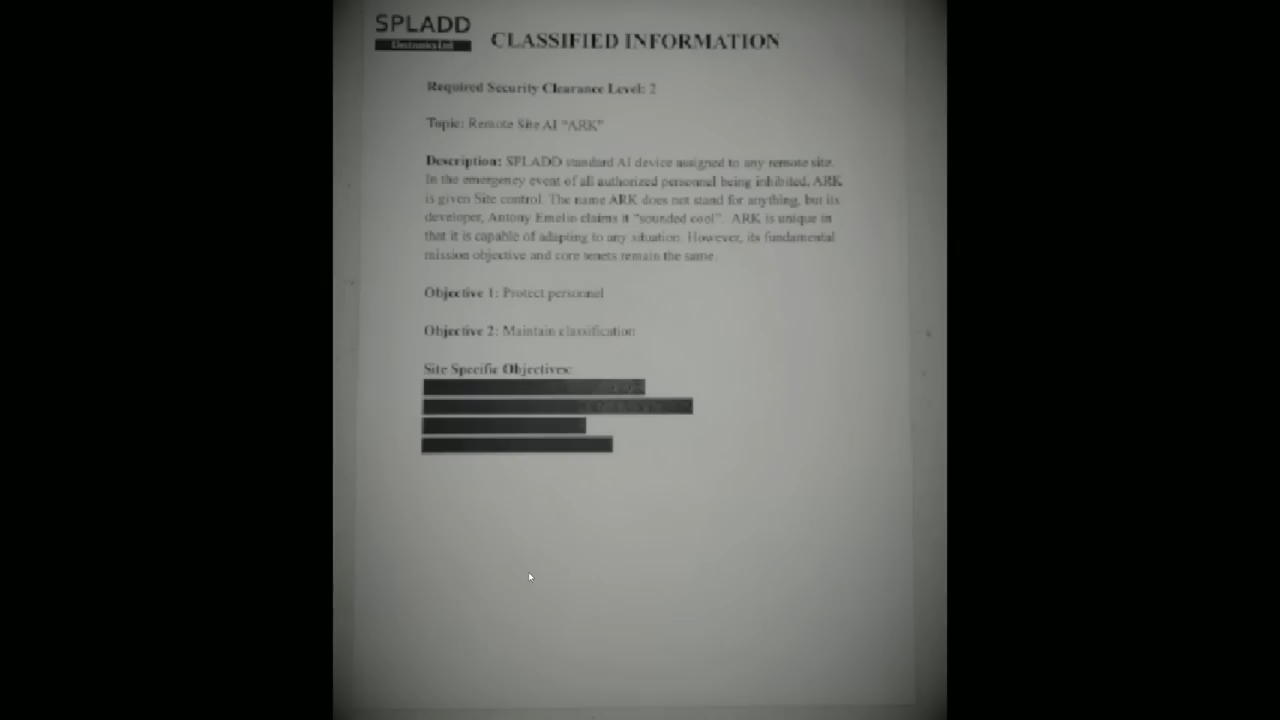 SPLADD
Electronics Ltd
CLASSIFIED INFORMATION
Required Security Clearance Level: 2
Topic: Remote Site AI "ARK"
Description: SPLADD standard AI device assigned to any remote site.
In the emergency event of all authorized personnel being inhibited, ARK
is given Site control. The name ARK does not stand for anything, but its
developer, Antony Emelin claims it "sounded cool". ARK is unique in
that it is capable of adapting to any situation. However, its fundamental
mission objective and core tenets remain the same.
Objective 1: Protect personnel
Objective 2: Maintain classification
Site Specific Objectives: